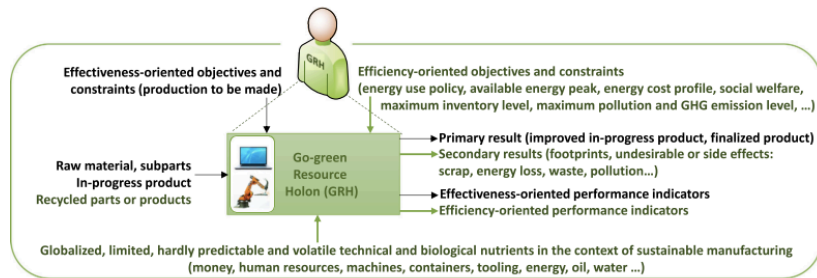 GRH
Effectiveness-oriented objectives and
constraints (production to be made)
Efficiency-oriented objectives and constraints
(energy use policy, available energy peak, energy cost profile, social welfare,
maximum inventory level, maximum pollution and GHG emission level, ...)
Raw material, subparts
In-progress product
Recycled parts or products
Go-green
Resource
Holon (GRH)
Primary result (improved in-progress product, finalized product)
Secondary results (footprints, undesirable or side effects:
scrap, energy loss, waste, pollution...)
Effectiveness-oriented performance indicators
Efficiency-oriented performance indicators
Globalized, limited, hardly predictable and volatile technical and biological nutrients in the context of sustainable manufacturing
(money, human resources, machines, containers, tooling, energy, oil, water ...)